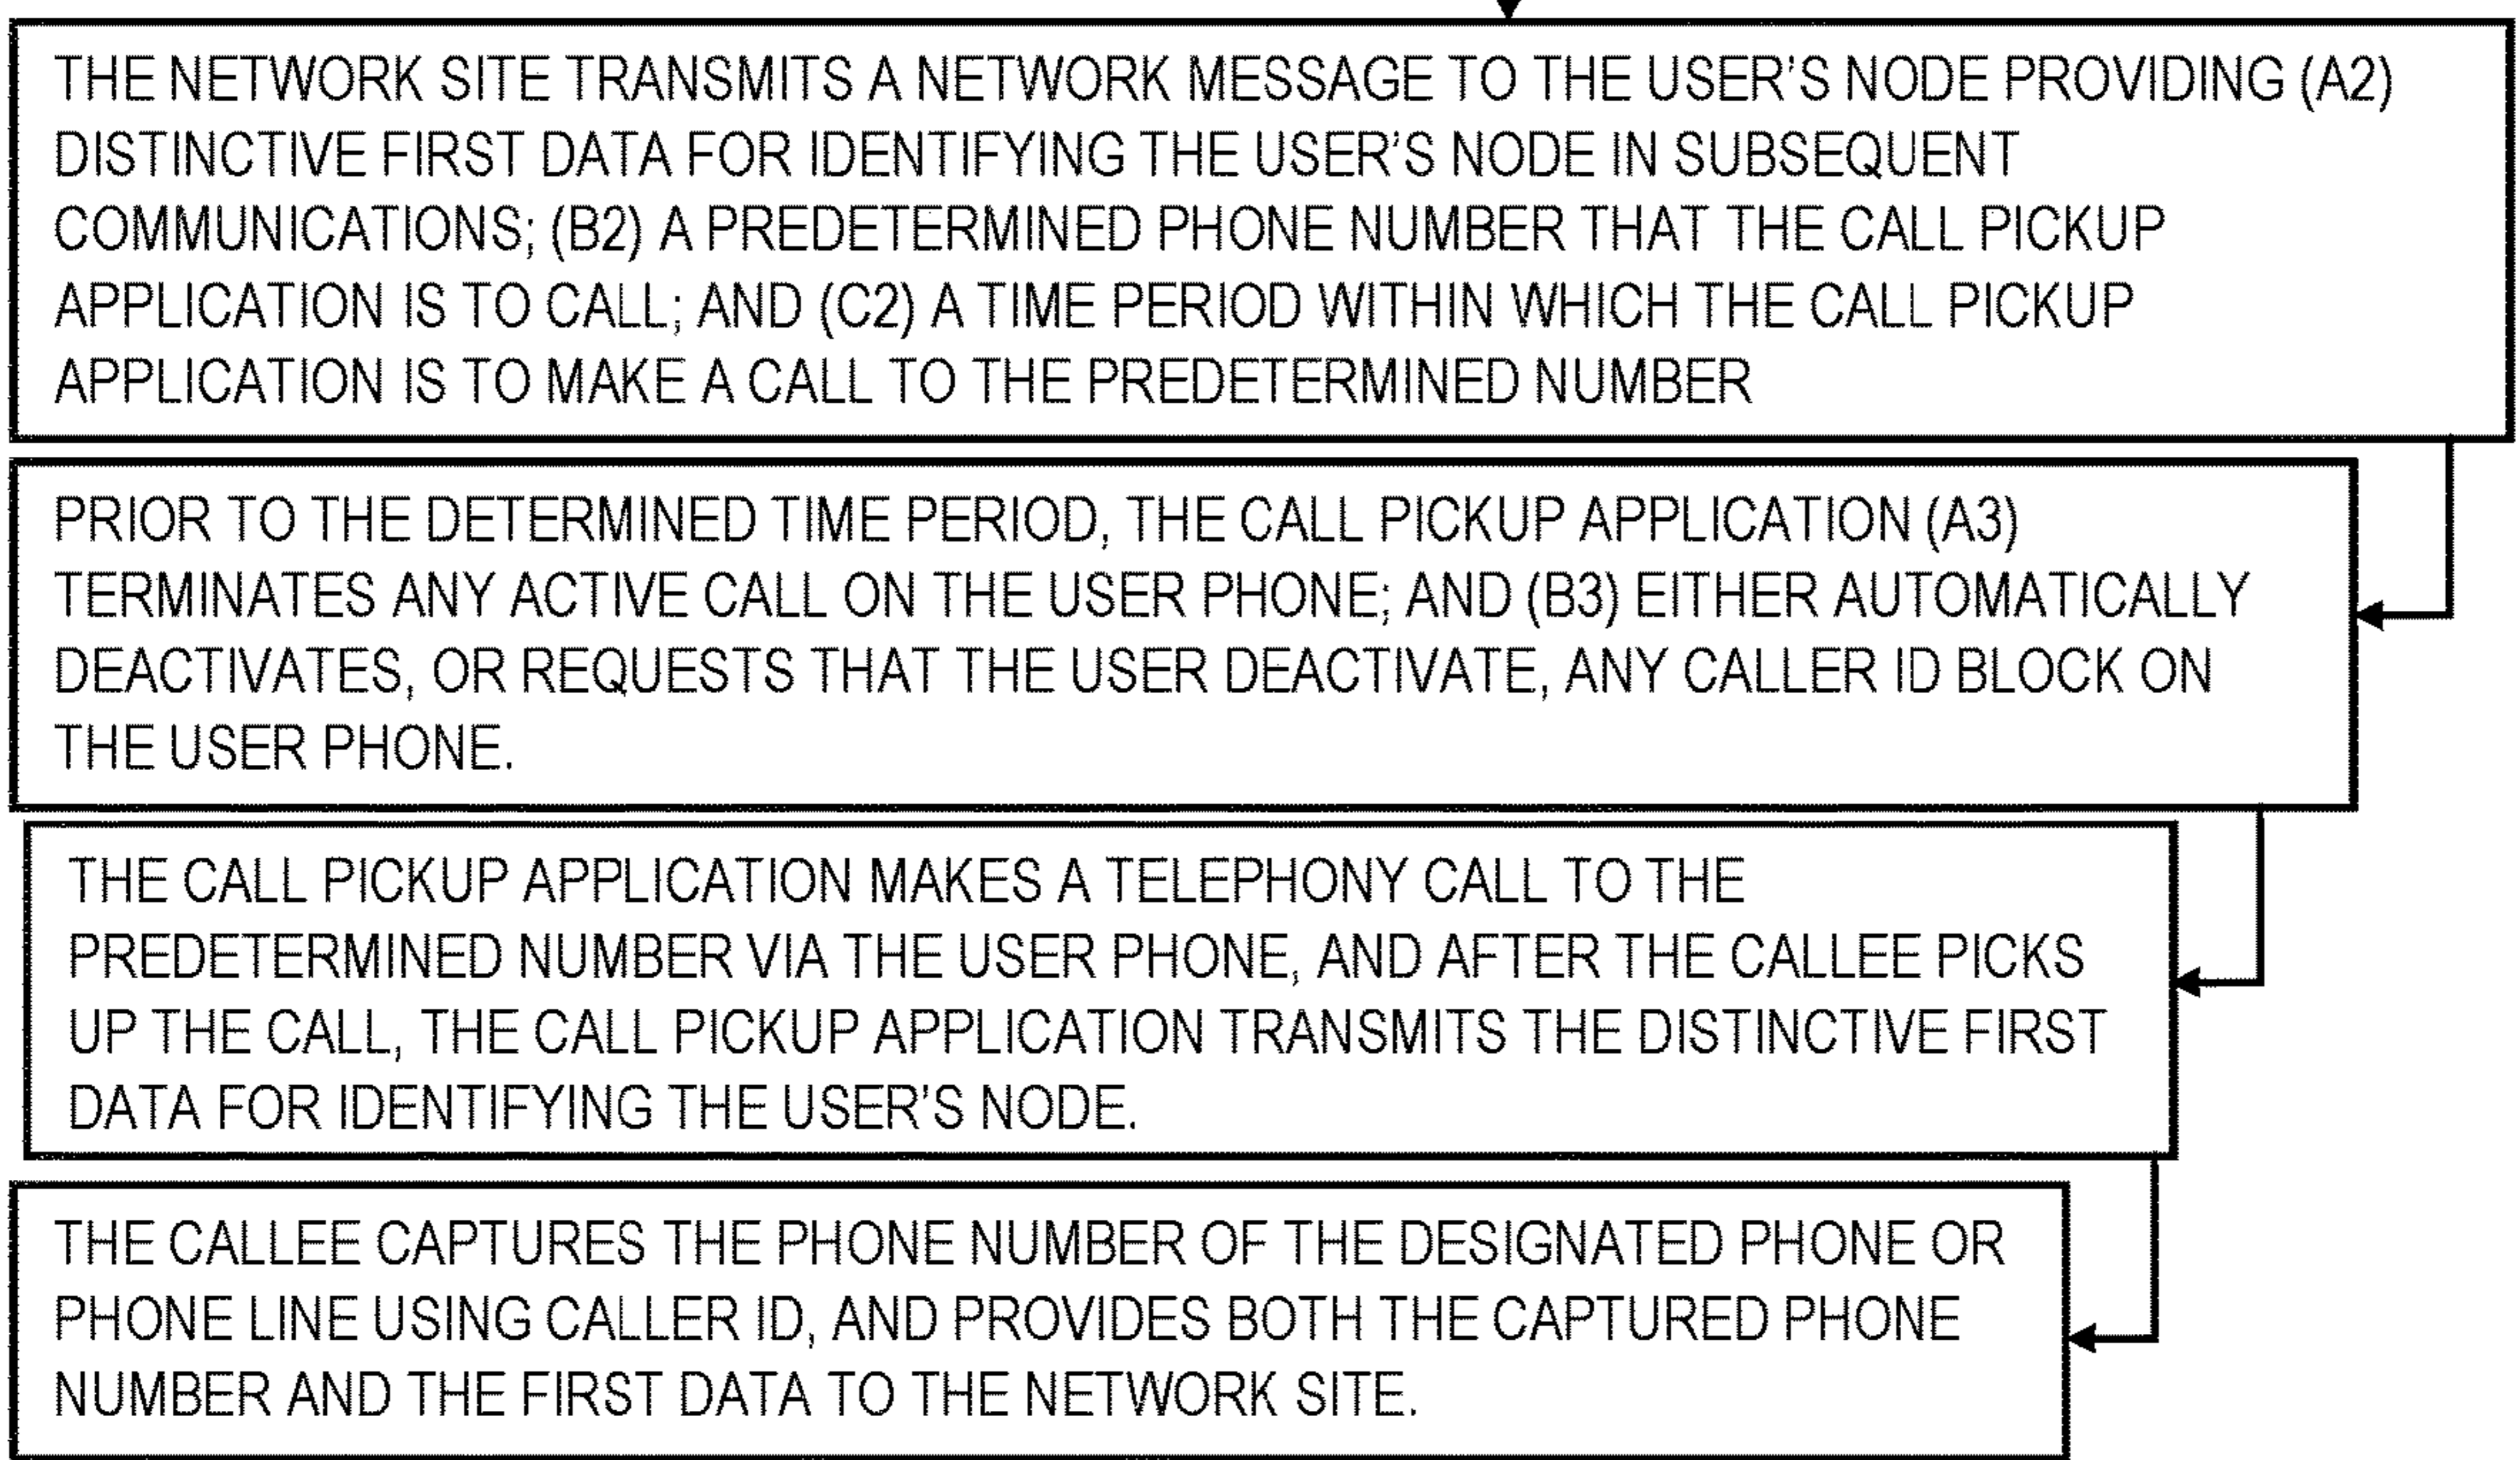 THE NETWORK SITE TRANSMITS A NETWORK MESSAGE TO THE USER'S NODE PROVIDING (A2)
DISTINCTIVE FIRST DATA FOR IDENTIFYING THE USER'S NODE IN SUBSEQUENT
COMMUNICATIONS; (B2) A PREDETERMINED PHONE NUMBER THAT THE CALL PICKUP
APPLICATION IS TO CALL; AND (C2) A TIME PERIOD WITHIN WHICH THE CALL PICKUP
APPLICATION IS TO MAKE A CALL TO THE PREDETERMINED NUMBER
PRIOR TO THE DETERMINED TIME PERIOD, THE CALL PICKUP APPLICATION (A3)
TERMINATES ANY ACTIVE CALL ON THE USER PHONE; AND (B3) EITHER AUTOMATICALLY
DEACTIVATES, OR REQUESTS THAT THE USER DEACTIVATE, ANY CALLER ID BLOCK ON
THE USER PHONE.
THE CALL PICKUP APPLICATION MAKES A TELEPHONY CALL TO THE
PREDETERMINED NUMBER VIA THE USER PHONE, AND AFTER THE CALLEE PICKS
UP THE CALL, THE CALL PICKUP APPLICATION TRANSMITS THE DISTINCTIVE FIRST
DATA FOR IDENTIFYING THE USER'S NODE.
THE CALLEE CAPTURES THE PHONE NUMBER OF THE DESIGNATED PHONE OR
PHONE LINE USING CALLER ID, AND PROVIDES BOTH THE CAPTURED PHONE
NUMBER AND THE FIRST DATA TO THE NETWORK SITE.